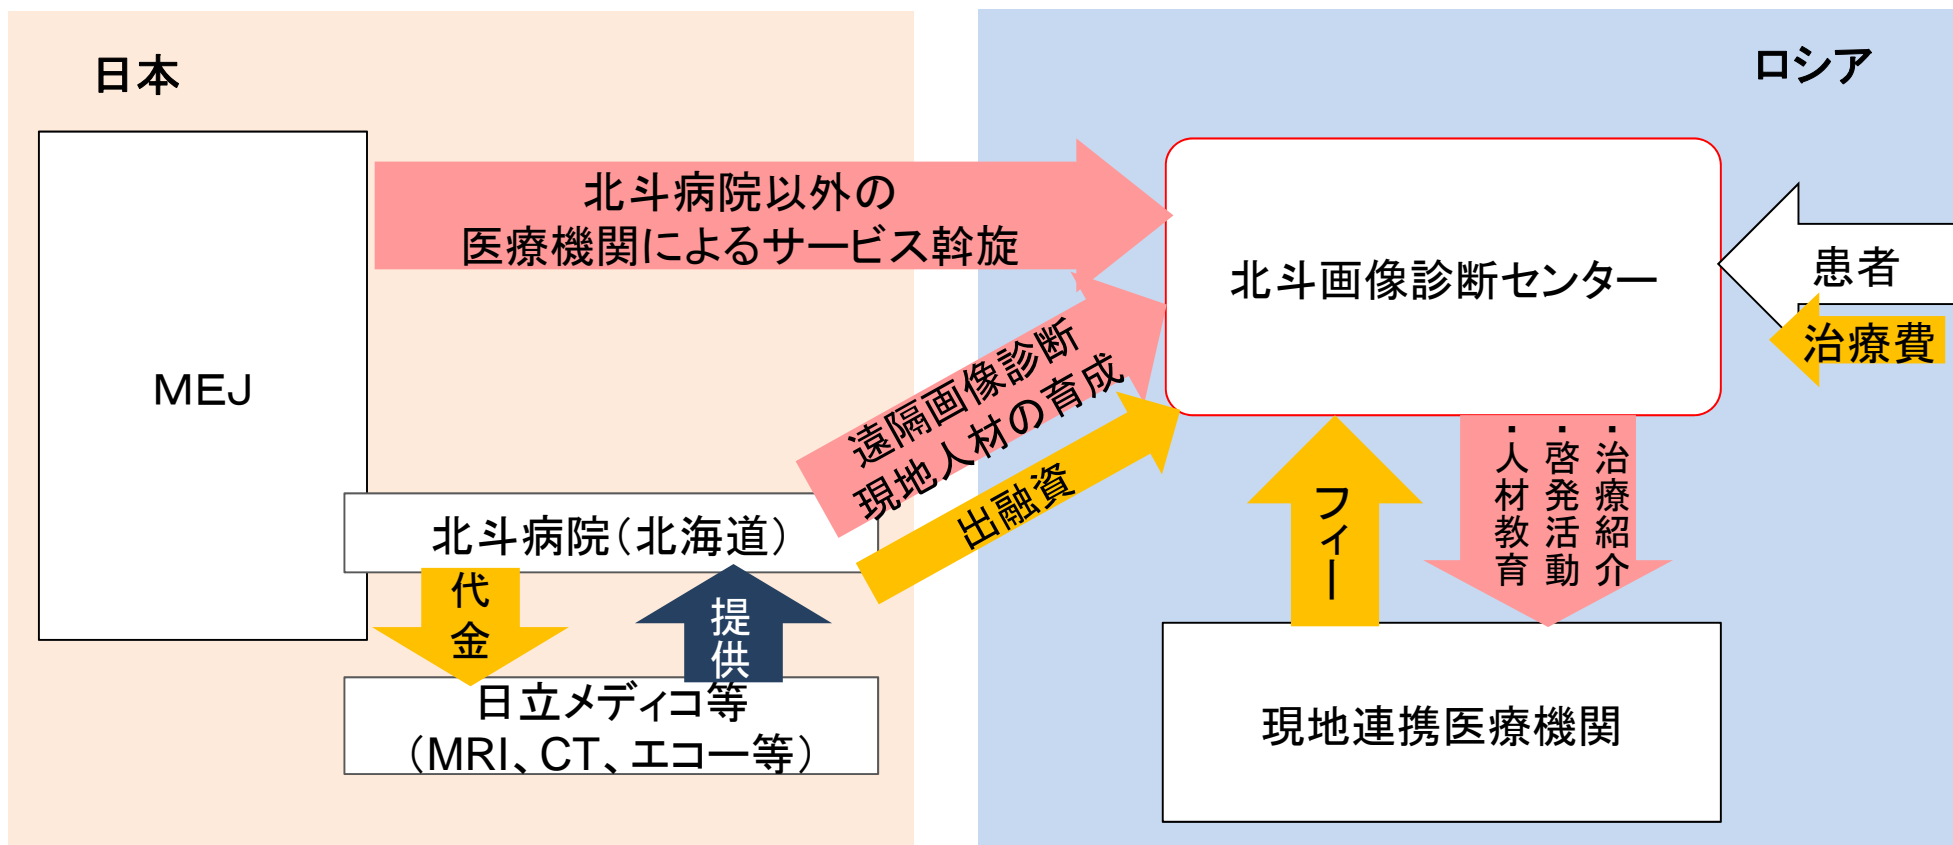 日本
ロシア
北斗病院以外の
医療機関によるサービス斡旋
MEJ
北斗画像診断センター
患者
治療費
遠隔画像診断
現地人材の育成
出融資
北斗病院（北海道）
代金
提供
日立メディコ等
（MRI、CT、エコー等）
フィー
・治療紹介
・啓発活動
・人材教育
現地連携医療機関